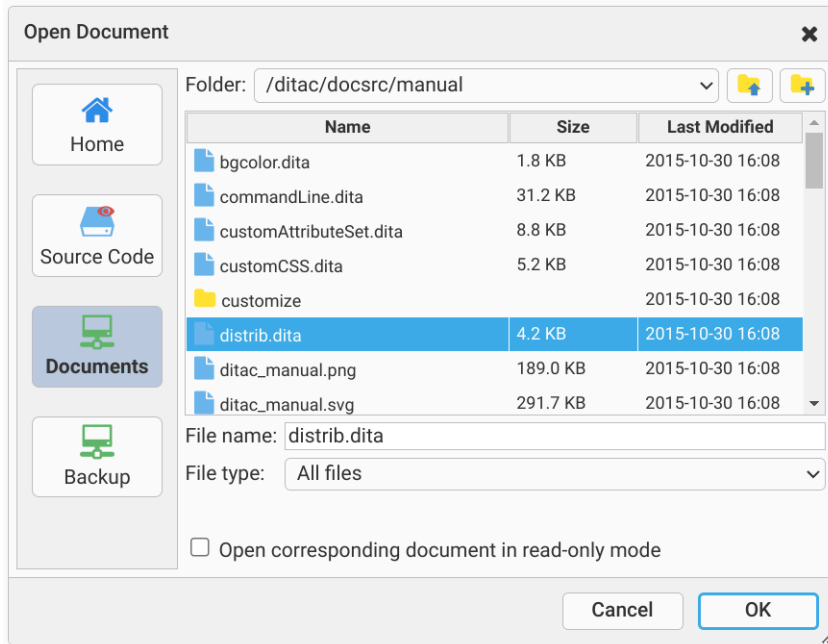 Open Document
Home
Source Code
Documents
Backup
Folder: /ditac/docsrc/manual
Name Size Last Modified
bgcolor.dita 1.8 KB 2015-10-30 16:08
commandLine.dita 31.2 KB 2015-10-30 16:08
customAttributeSet.dita 8.8 KB 2015-10-30 16:08
customCSS.dita 5.2 KB 2015-10-30 16:08
customize 2015-10-30 16:08
distrib.dita 4.2 KB 2015-10-30 16:08
ditac_manual.png 189.0 KB 2015-10-30 16:08
ditac_manual.svg 291.7 KB 2015-10-30 16:08
File name: distrib.dita
File type: All files
Open corresponding document in read-only mode
Cancel OK